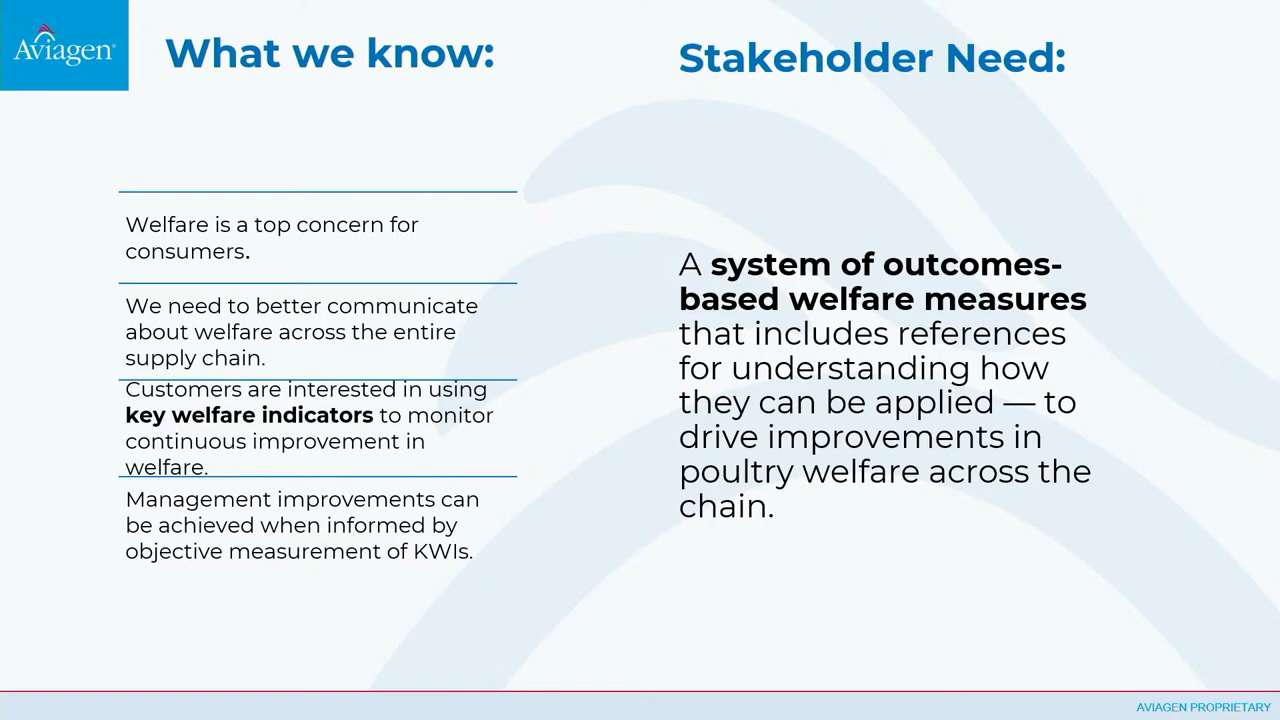 Aviagen®
What we know:
Welfare is a top concern for
consumers.
We need to better communicate
about welfare across the entire
supply chain.
Customers are interested in using
key welfare indicators to monitor
continuous improvement in
welfare.
Management improvements can
be achieved when informed by
objective measurement of KWIs.
Stakeholder Need:
A system of outcomes-
based welfare measures
that includes references
for understanding how
they can be applied — to
drive improvements in
poultry welfare across the
chain.
AVIAGEN PROPRIETARY